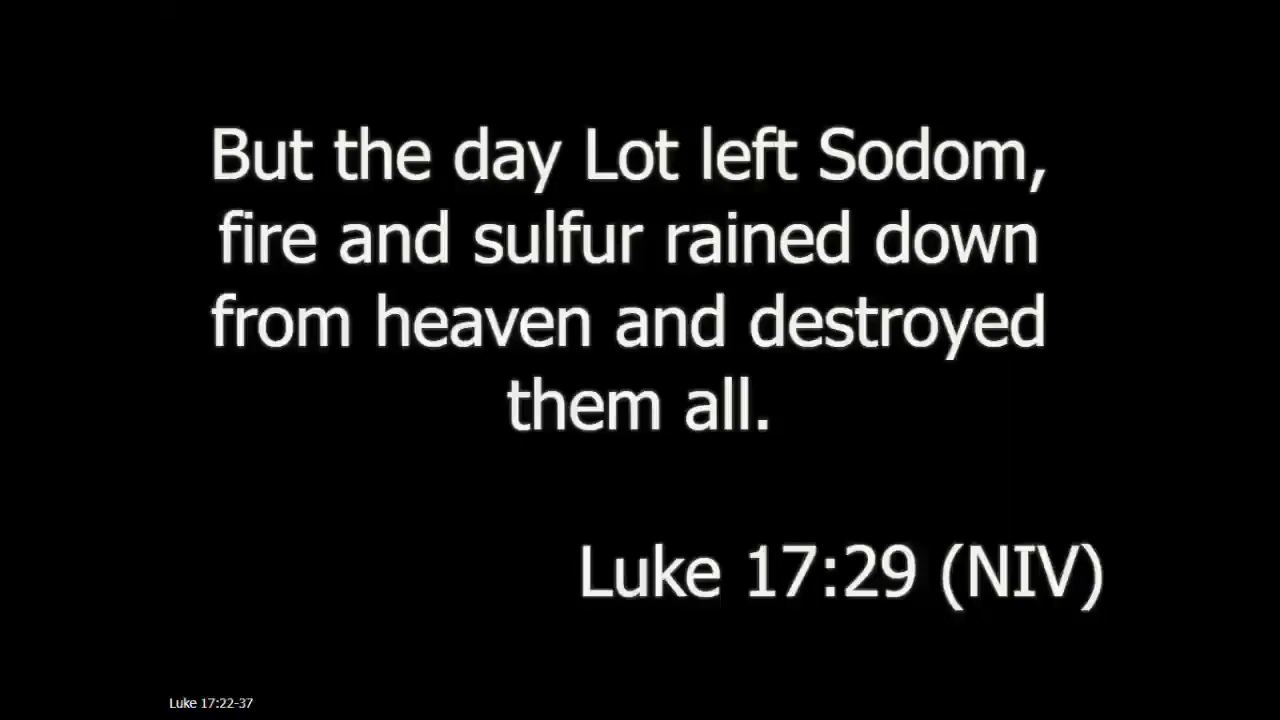 But the day Lot left Sodom,
fire and sulfur rained down
from heaven and destroyed
them all.
Luke 17:29 (NIV)
Luke 17:22-37